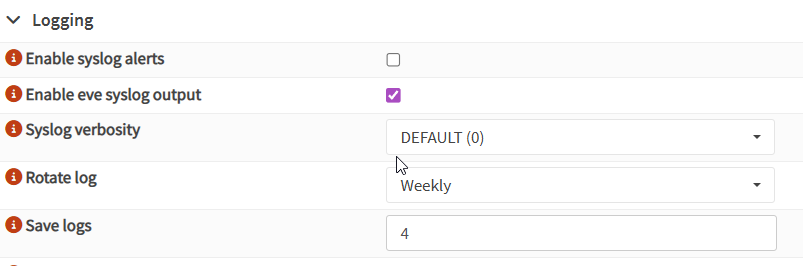 Logging
Enable syslog alerts
Enable eve syslog output
Syslog verbosity
DEFAULT (0)
Rotate log
Weekly
Save logs
4